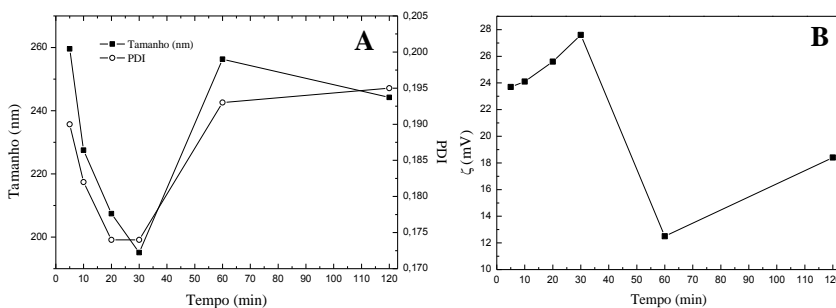 A
Tamanho (nm)
PDI
260
240
220
200
Tamanho (nm)
0,205
0,200
0,195
0,190
0,185
0,180
0,175
0,170
PDI
0 10 20 30 40 50 60 70 80 90 100 110 120
Tempo (min)
B
28
26
24
22
20
18
16
14
12
10
ζ (mV)
0 10 20 30 40 50 60 70 80 90 100 110 120
Tempo (min)